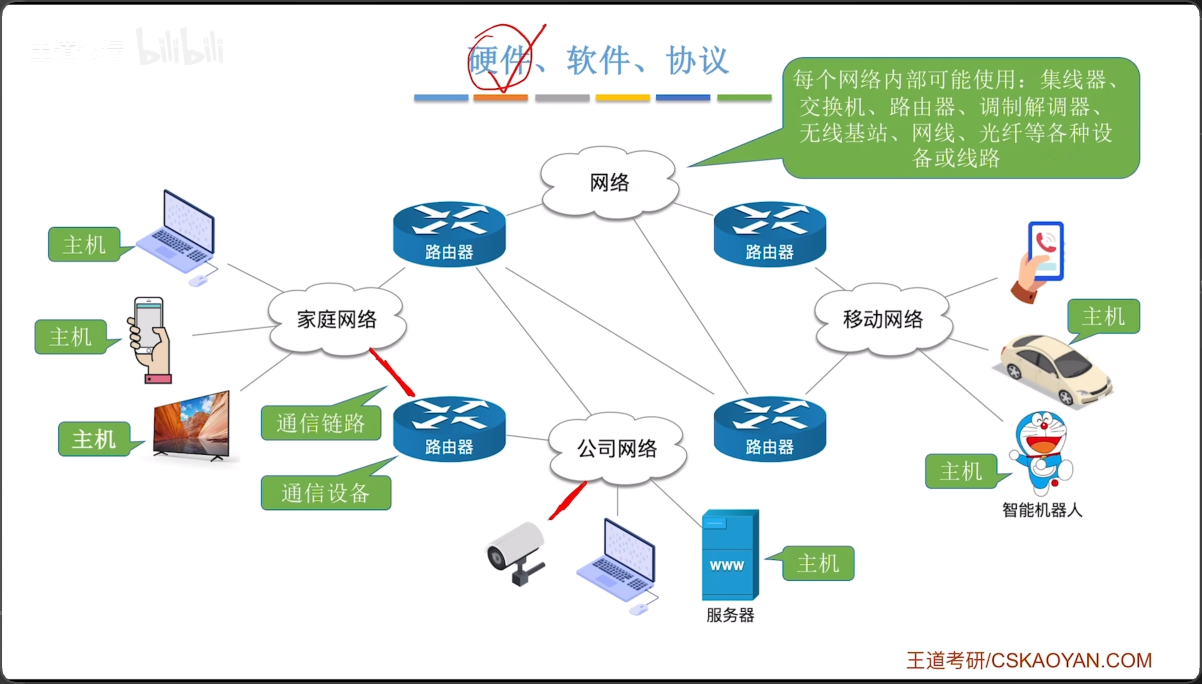 bilibili
硬件、软件、协议
每个网络内部可能使用：集线器、
交换机、路由器、调制解调器、
无线基站、网线、光纤等各种设
备或线路
网络
路由器
路由器
主机
家庭网络
移动网络
主机
主机
主机
通信链路
路由器
公司网络
路由器
通信设备
主机
智能机器人
www
主机
服务器
王道考研/CSKAOYAN.COM